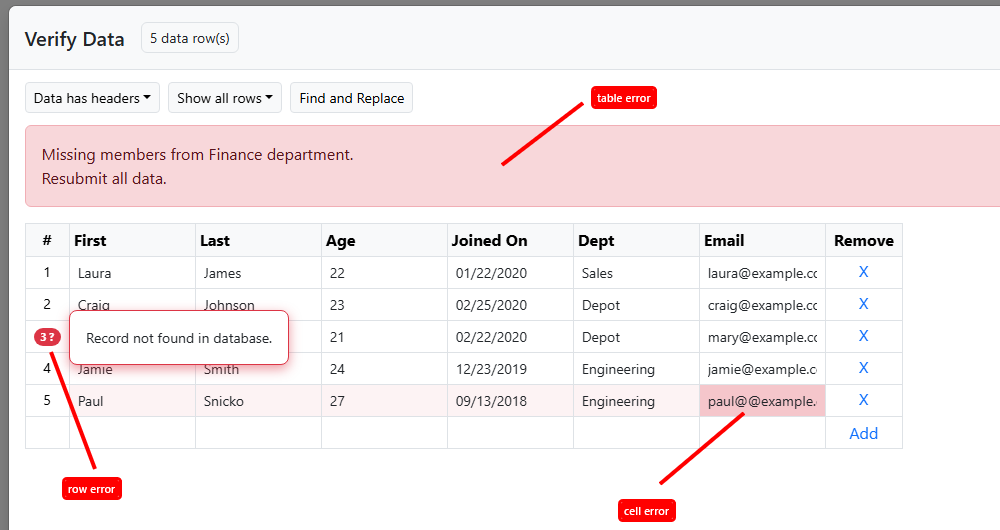 Verify Data 5 data row(s)
Data has headers Show all rows Find and Replace
table error
Missing members from Finance department.
Resubmit all data.
# First Last Age Joined On Dept Email Remove
1 Laura James 22 01/22/2020 Sales laura@example.co X
2 Craig Johnson 23 02/25/2020 Depot craig@example.co X
3 ? Record not found in database. 21 02/22/2020 Depot mary@example.co X
4 Jamie Smith 24 12/23/2019 Engineering jamie@example.co X
5 Paul Snicko 27 09/13/2018 Engineering paul@@example. X
Add
row error
cell error